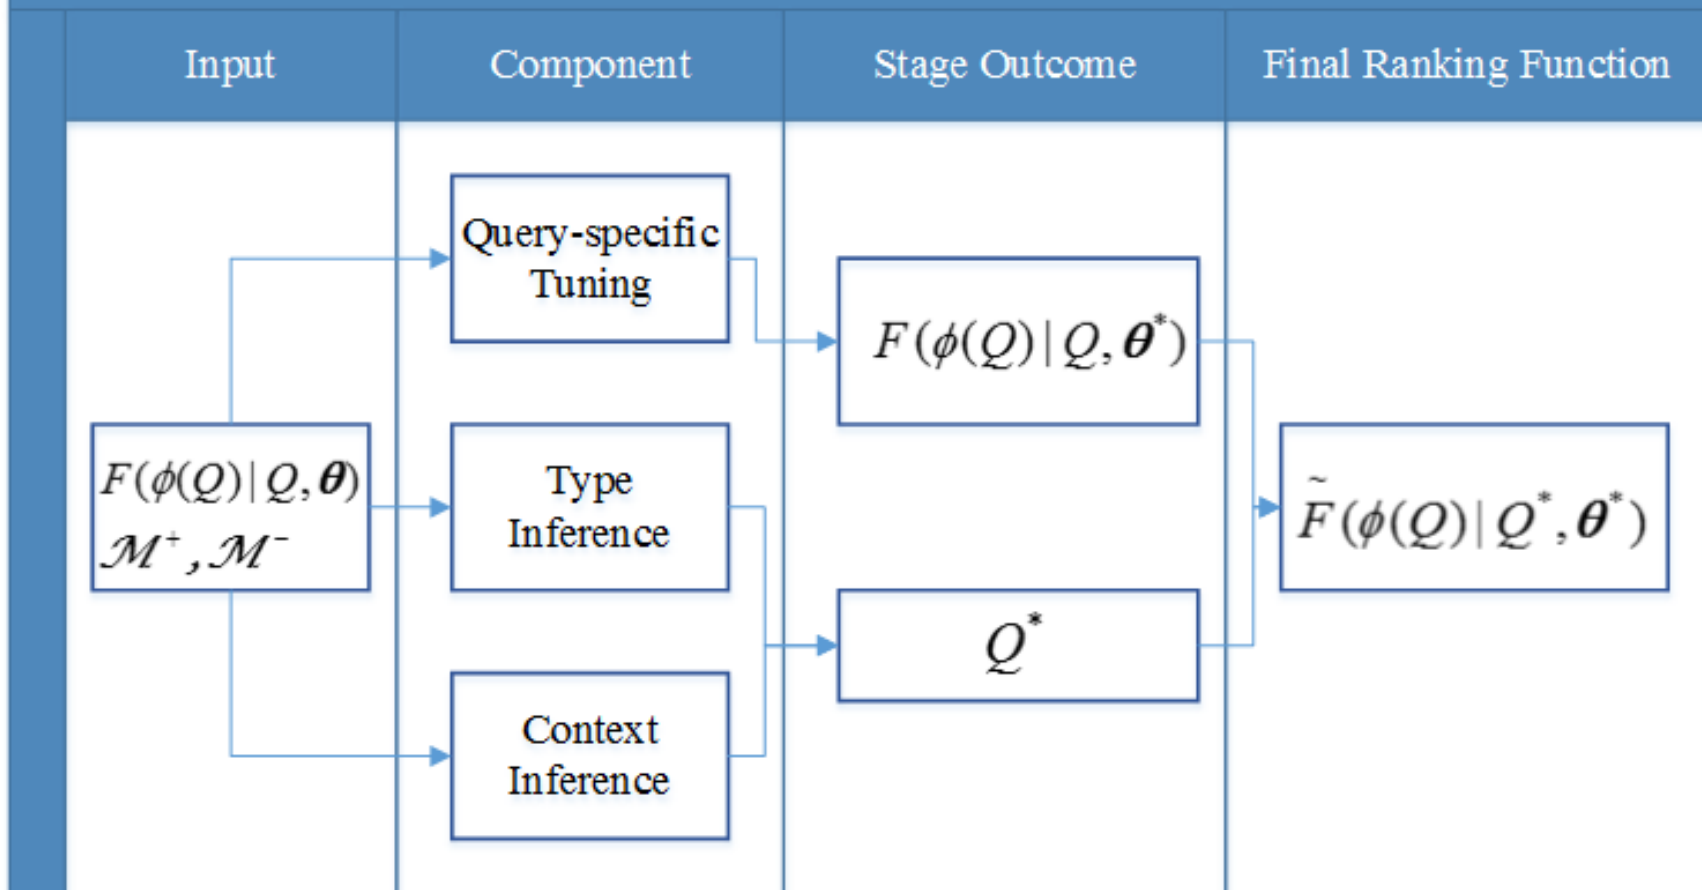 Input
Component
Stage Outcome
Final Ranking Function
Query-specific
Tuning
F(ϕ(Q)|Q,θ*)
F(ϕ(Q)|Q,θ)
ℳ⁺,ℳ⁻
Type
Inference
F̃(ϕ(Q)|Q*,θ*)
Q*
Context
Inference